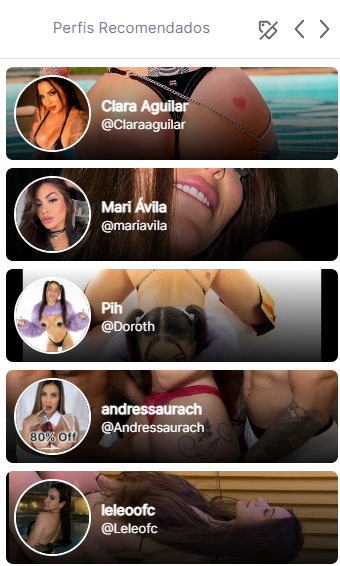 Perfis Recomendados
Clara Aguilar
@Claraaguilar
Mari Ávila
@mariavila
Pih
@Doroth
80% Off
andressaurach
@Andressaurach
leleoofc
@Leleofc